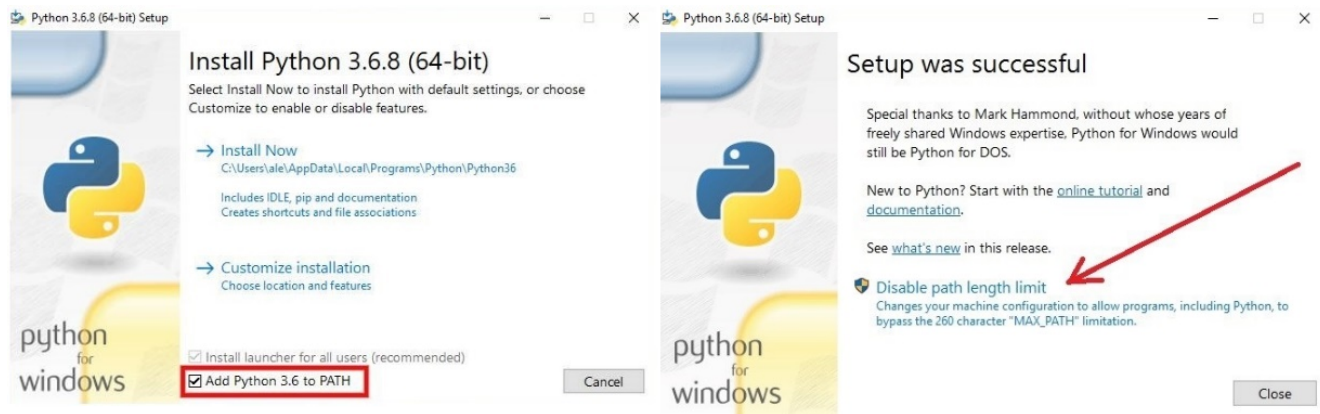 Python 3.6.8 (64-bit) Setup
Install Python 3.6.8 (64-bit)
Select Install Now to install Python with default settings, or choose
Customize to enable or disable features.
Install Now
C:\Users\ale\AppData\Local\Programs\Python\Python36
Includes IDLE, pip and documentation
Creates shortcuts and file associations
Customize installation
Choose location and features
Install launcher for all users (recommended)
Add Python 3.6 to PATH
Cancel
python
for
windows
Python 3.6.8 (64-bit) Setup
Setup was successful
Special thanks to Mark Hammond, without whose years of
freely shared Windows expertise, Python for Windows would
still be Python for DOS.
New to Python? Start with the online tutorial and
documentation.
See what's new in this release.
Disable path length limit
Changes your machine configuration to allow programs, including Python, to
bypass the 260 character "MAX_PATH" limitation.
python
for
windows
Close